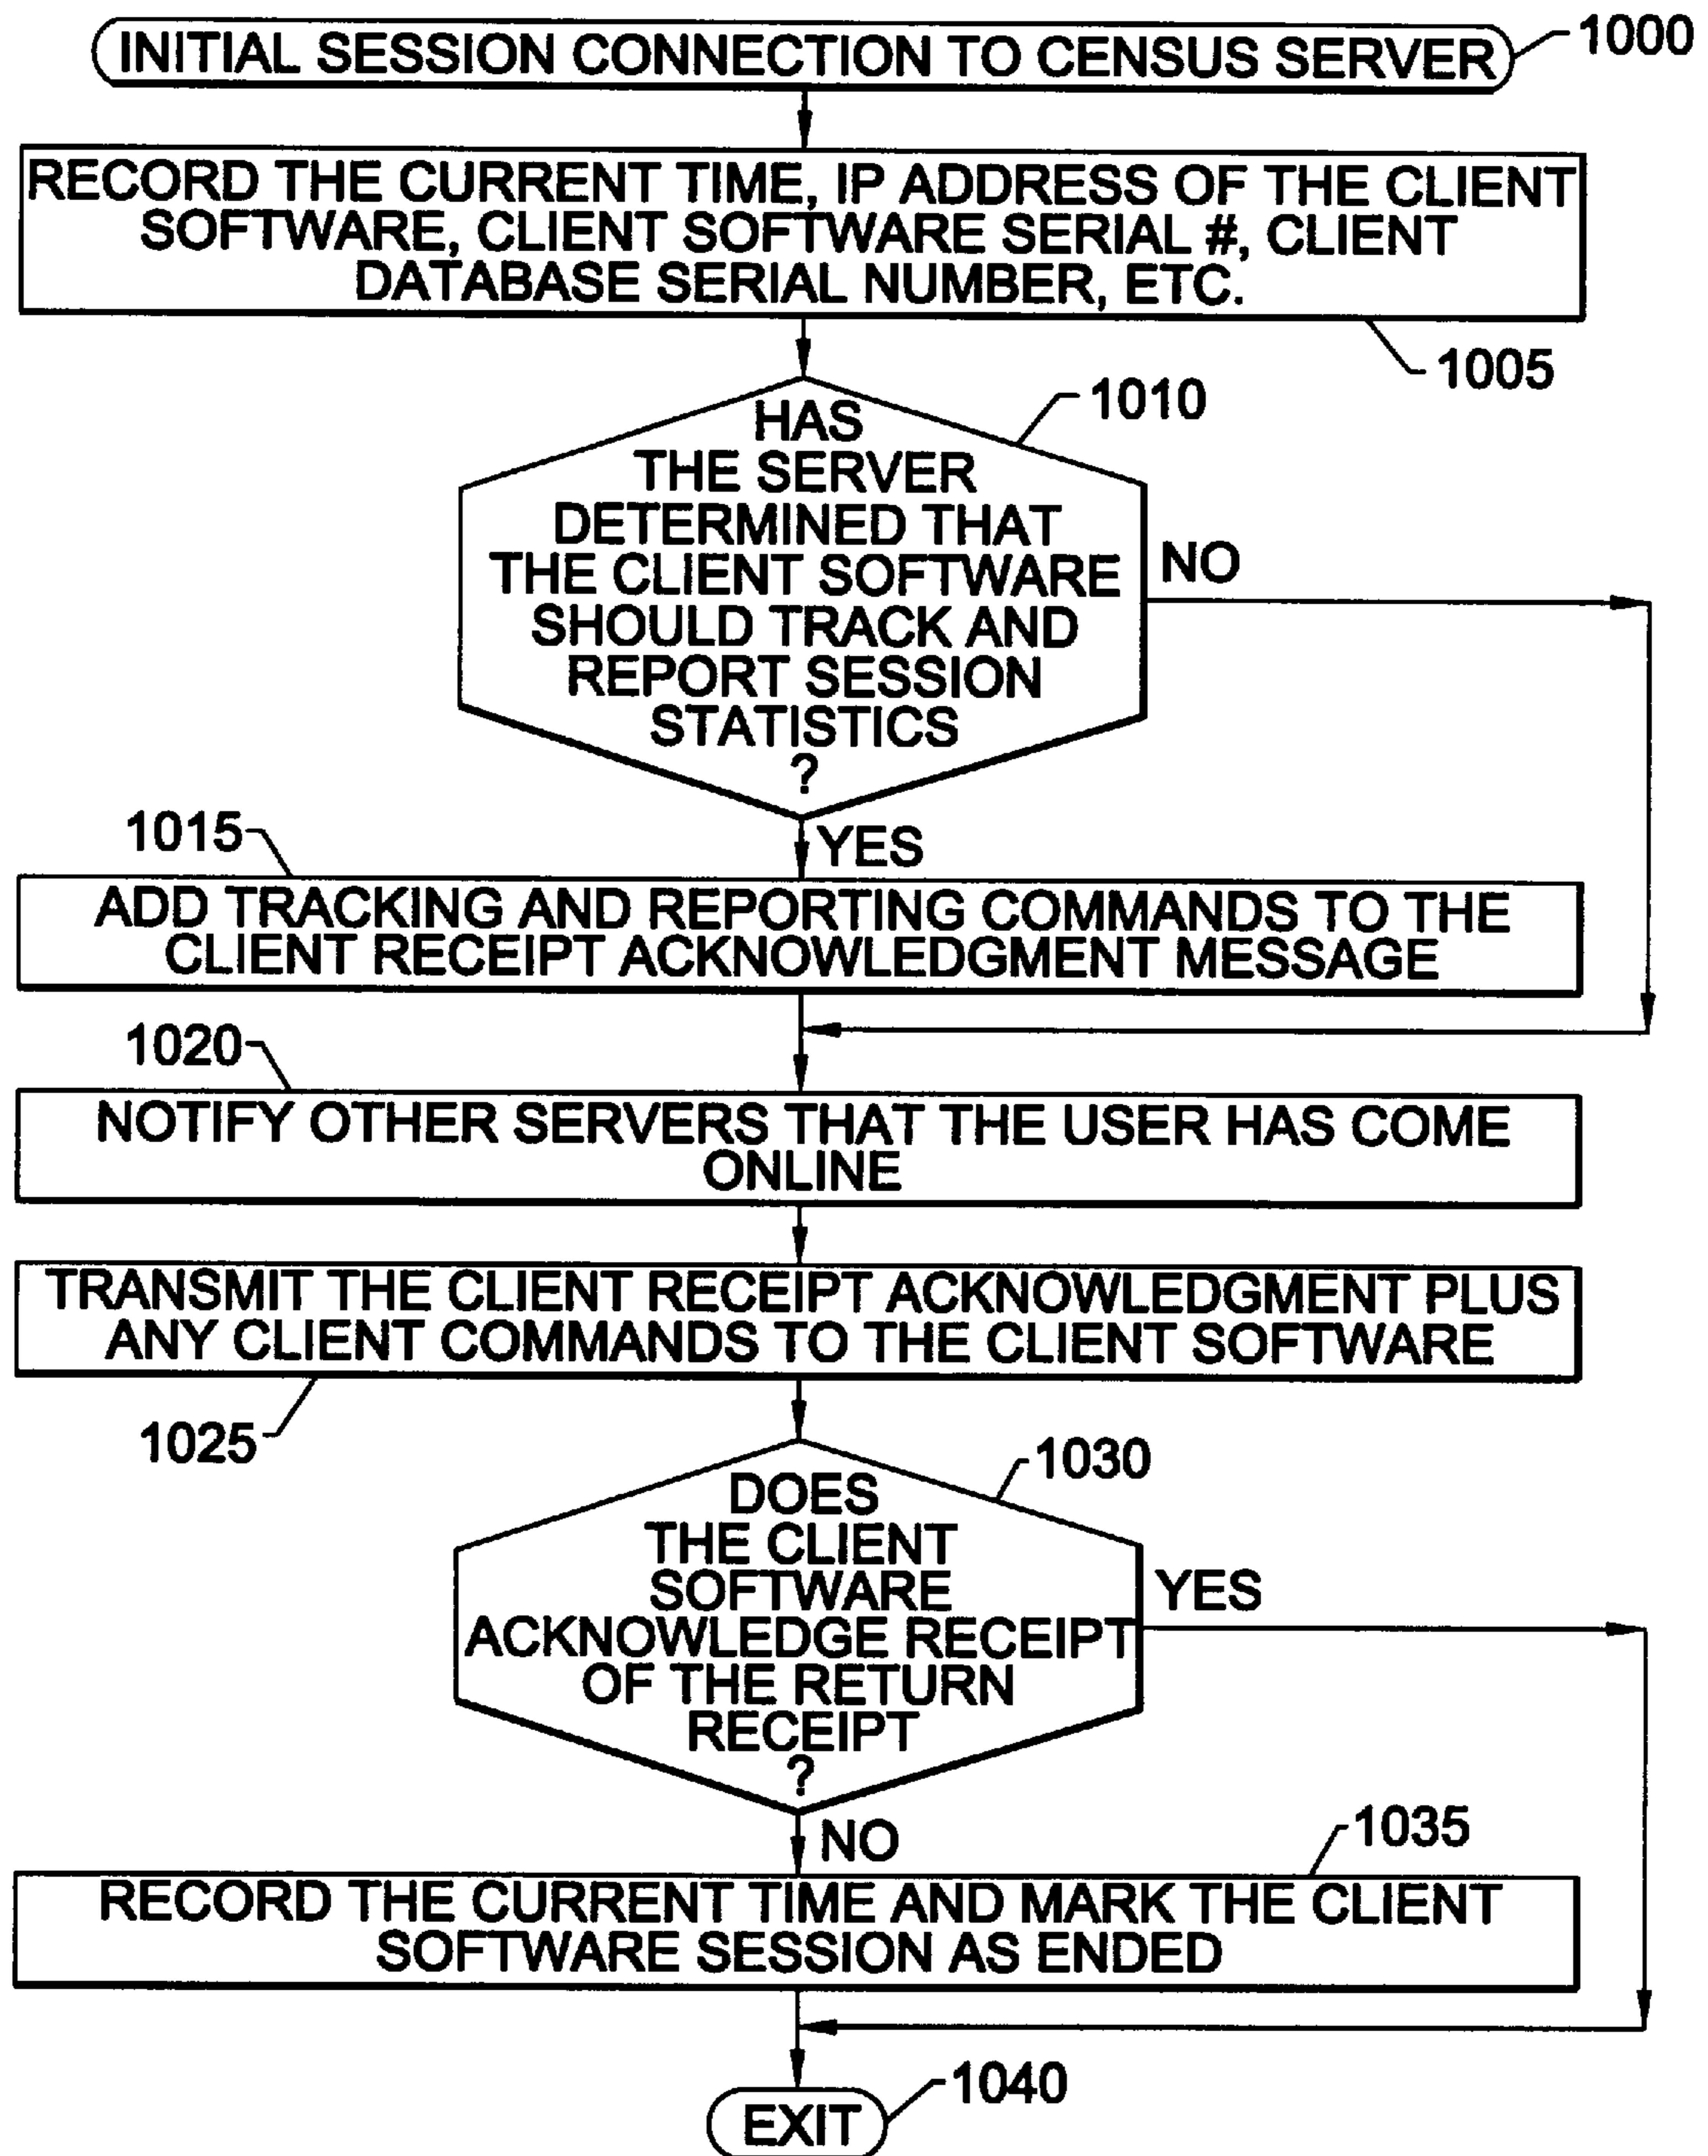 INITIAL SESSION CONNECTION TO CENSUS SERVER
1000
RECORD THE CURRENT TIME, IP ADDRESS OF THE CLIENT
SOFTWARE, CLIENT SOFTWARE SERIAL #, CLIENT
DATABASE SERIAL NUMBER, ETC.
1005
1010
HAS
THE SERVER
DETERMINED THAT
THE CLIENT SOFTWARE
SHOULD TRACK AND
REPORT SESSION
STATISTICS
?
NO
YES
1015
ADD TRACKING AND REPORTING COMMANDS TO THE
CLIENT RECEIPT ACKNOWLEDGMENT MESSAGE
1020
NOTIFY OTHER SERVERS THAT THE USER HAS COME
ONLINE
TRANSMIT THE CLIENT RECEIPT ACKNOWLEDGMENT PLUS
ANY CLIENT COMMANDS TO THE CLIENT SOFTWARE
1025
1030
DOES
THE CLIENT
SOFTWARE
ACKNOWLEDGE RECEIPT
OF THE RETURN
RECEIPT
?
YES
NO
1035
RECORD THE CURRENT TIME AND MARK THE CLIENT
SOFTWARE SESSION AS ENDED
1040
EXIT